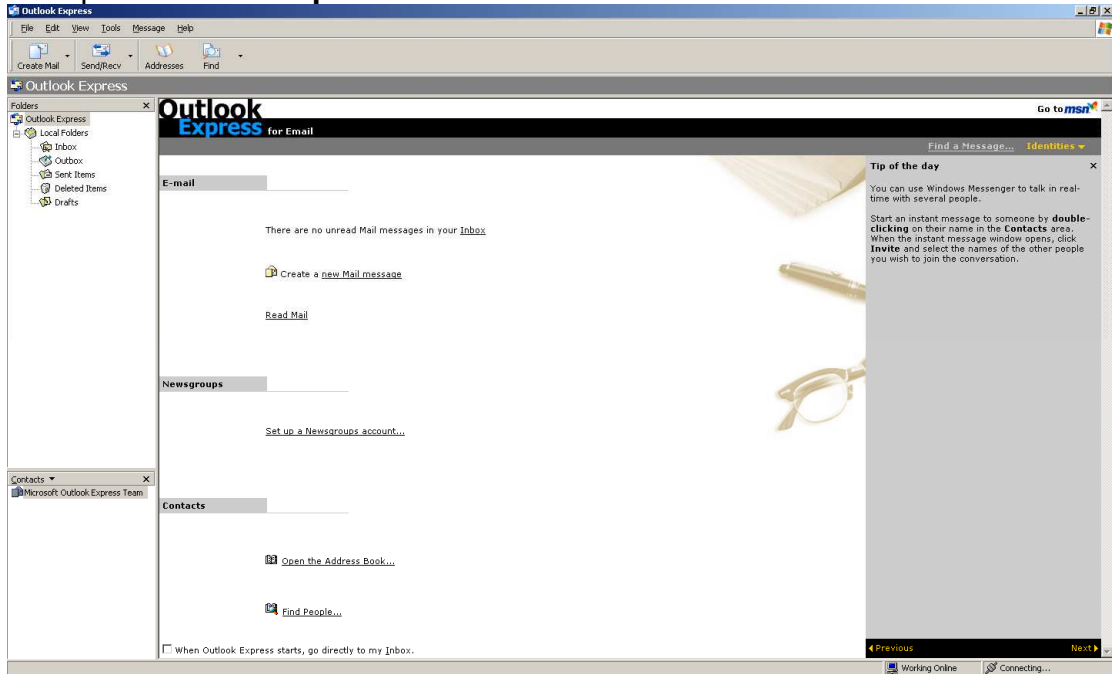 Outlook Express
File Edit View Tools Message Help
Create Mail Send/Recv Addresses Find
Outlook Express
Folders
Outlook Express
Local Folders
Inbox
Outbox
Sent Items
Deleted Items
Drafts
Contacts
Microsoft Outlook Express Team
Outlook
Express for Email
Go to msn
Find a Message... Identities
E-mail
There are no unread Mail messages in your Inbox
Create a new Mail message
Read Mail
Newsgroups
Set up a Newsgroups account...
Contacts
Open the Address Book...
Find People...
When Outlook Express starts, go directly to my Inbox.
Tip of the day
You can use Windows Messenger to talk in real-
time with several people.
Start an instant message to someone by double-
clicking on their name in the Contacts area.
When the instant message window opens, click
Invite and select the names of the other people
you wish to join the conversation.
Previous Next
Working Online Connecting...